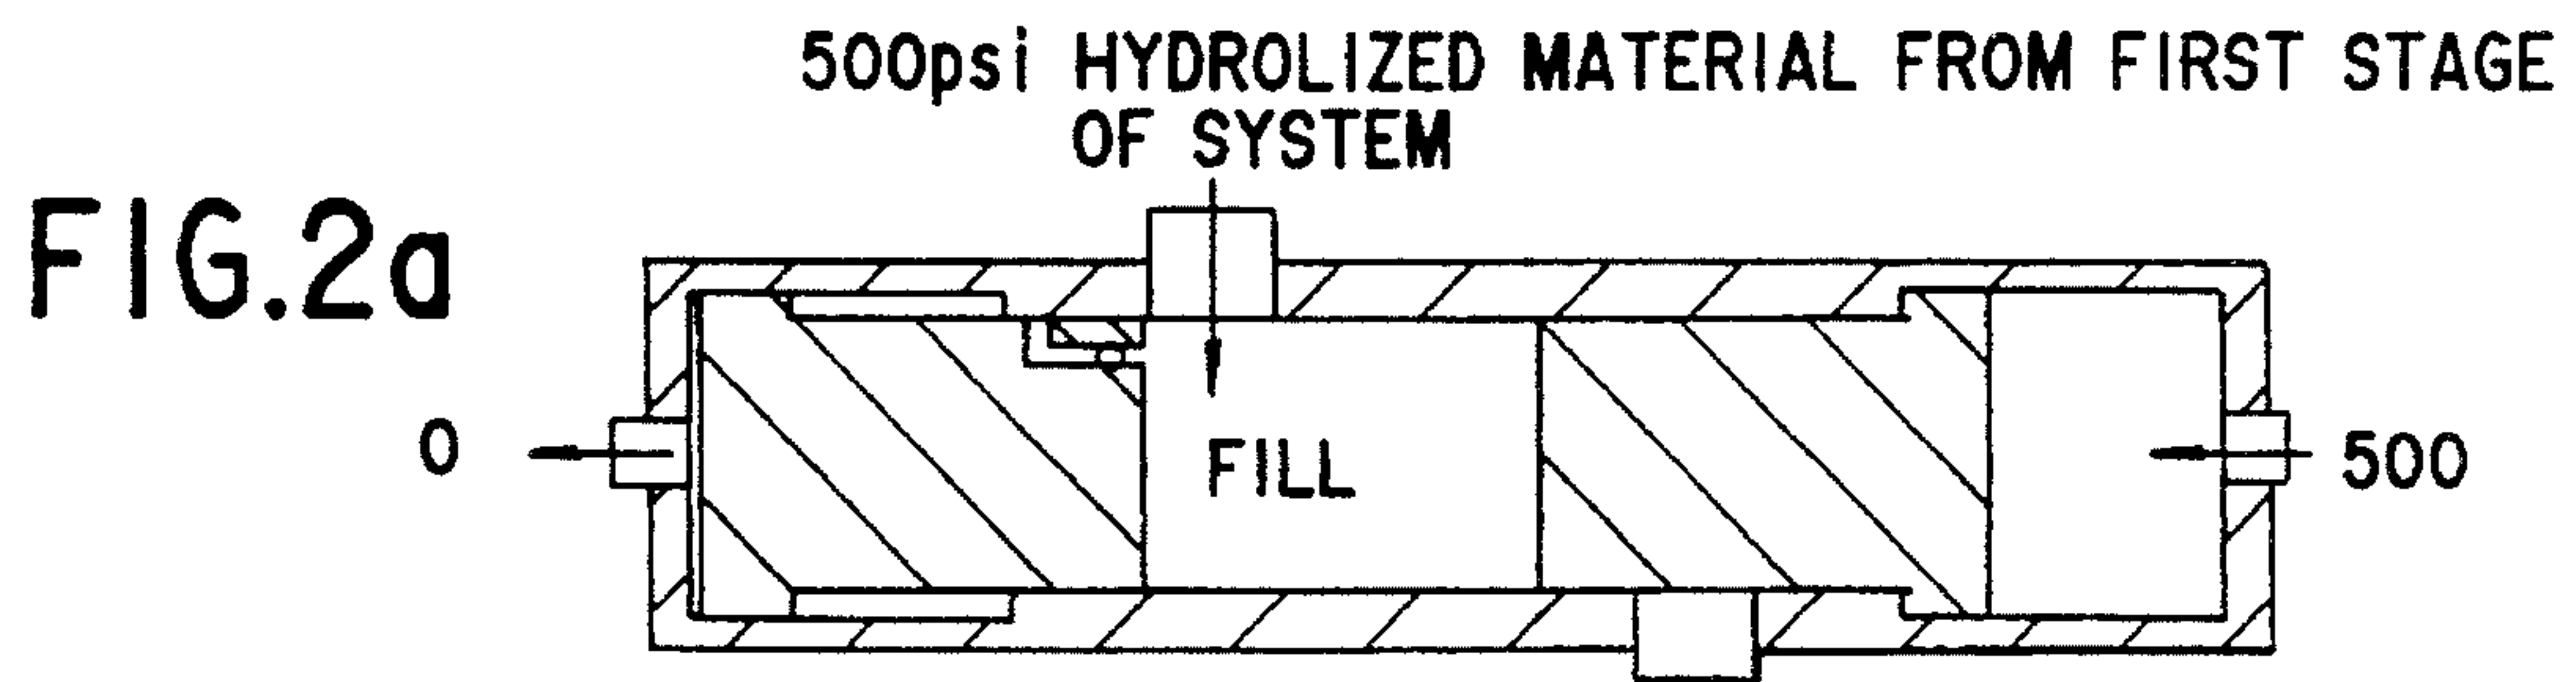 500psi HYDROLIZED MATERIAL FROM FIRST STAGE
OF SYSTEM
FIG.2a
0
FILL
500